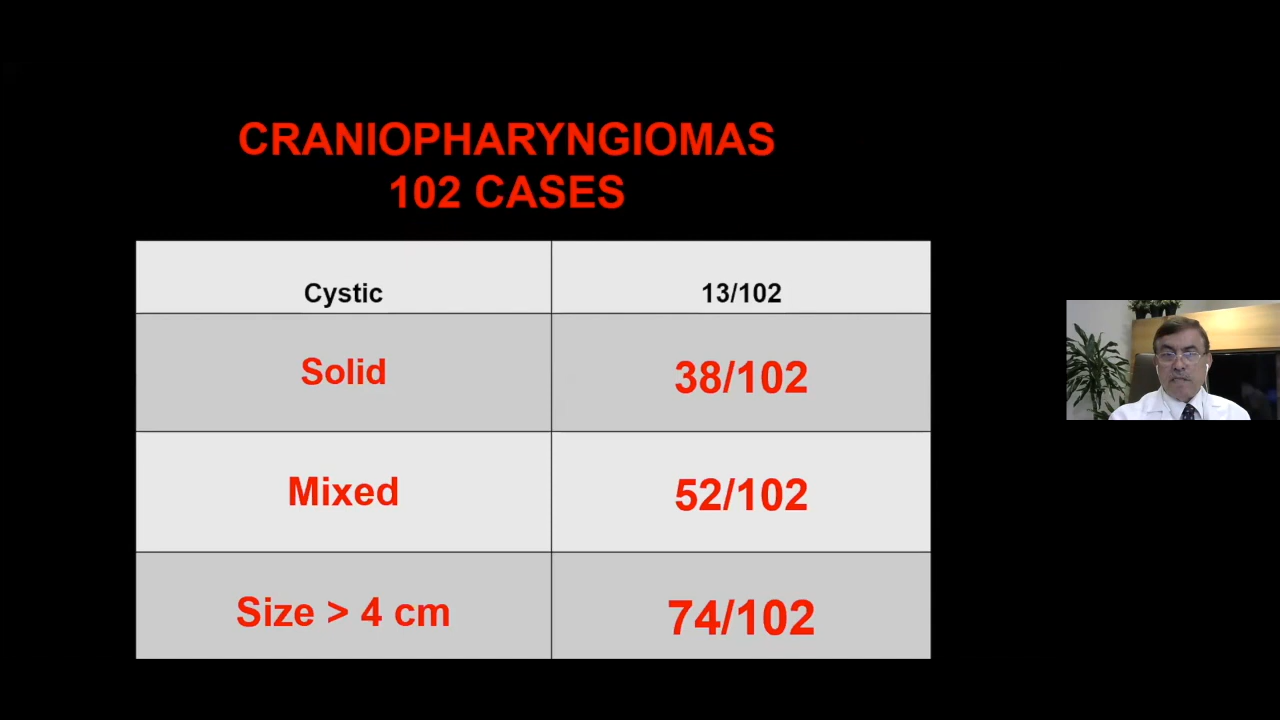 CRANIOPHARYNGIOMAS
102 CASES
Cystic 13/102
Solid 38/102
Mixed 52/102
Size > 4 cm 74/102